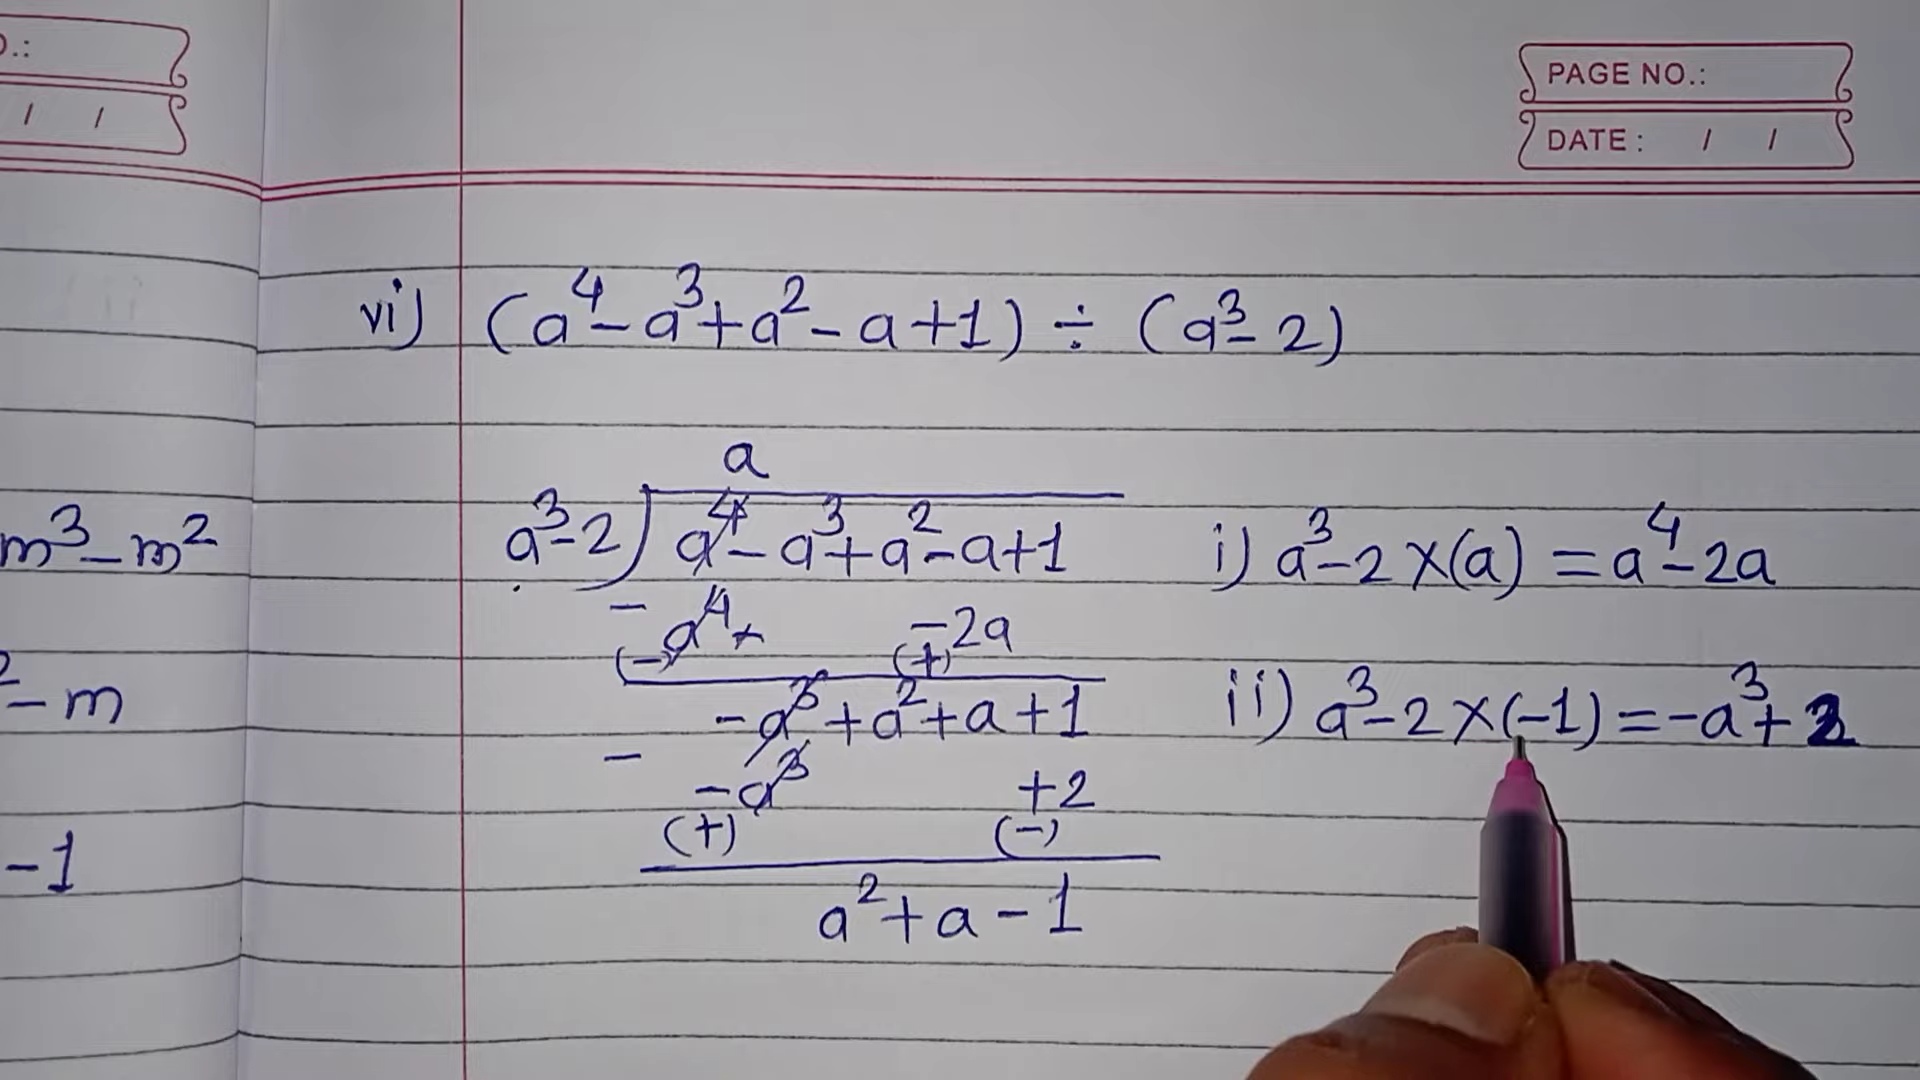 .:
/ /
PAGE NO.:
DATE : / /
vi) (a⁴-a³+a²-a+1) ÷ (a³-2)
a
m³-m²
a³-2) a⁴-a³+a²-a+1
i) a³-2×(a) = a⁴-2a
- a⁴ -2a
(-) (+)
²-m
-a³+a²+a+1
ii) a³-2×(-1)=-a³+2
- -a³ +2
(+) (-)
-1
a²+a-1